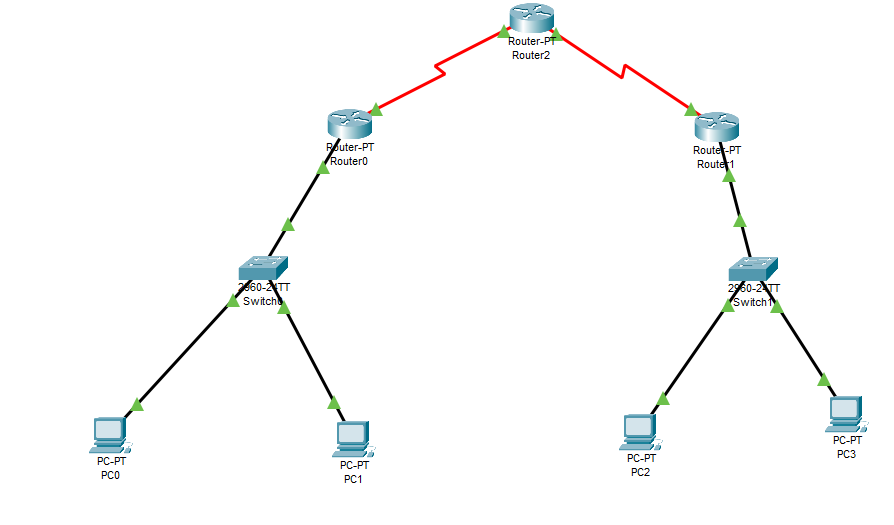 Router-PT
Router2
Router-PT
Router0
Router-PT
Router1
2960-24TT
Switch0
2960-24TT
Switch1
PC-PT
PC0
PC-PT
PC1
PC-PT
PC2
PC-PT
PC3